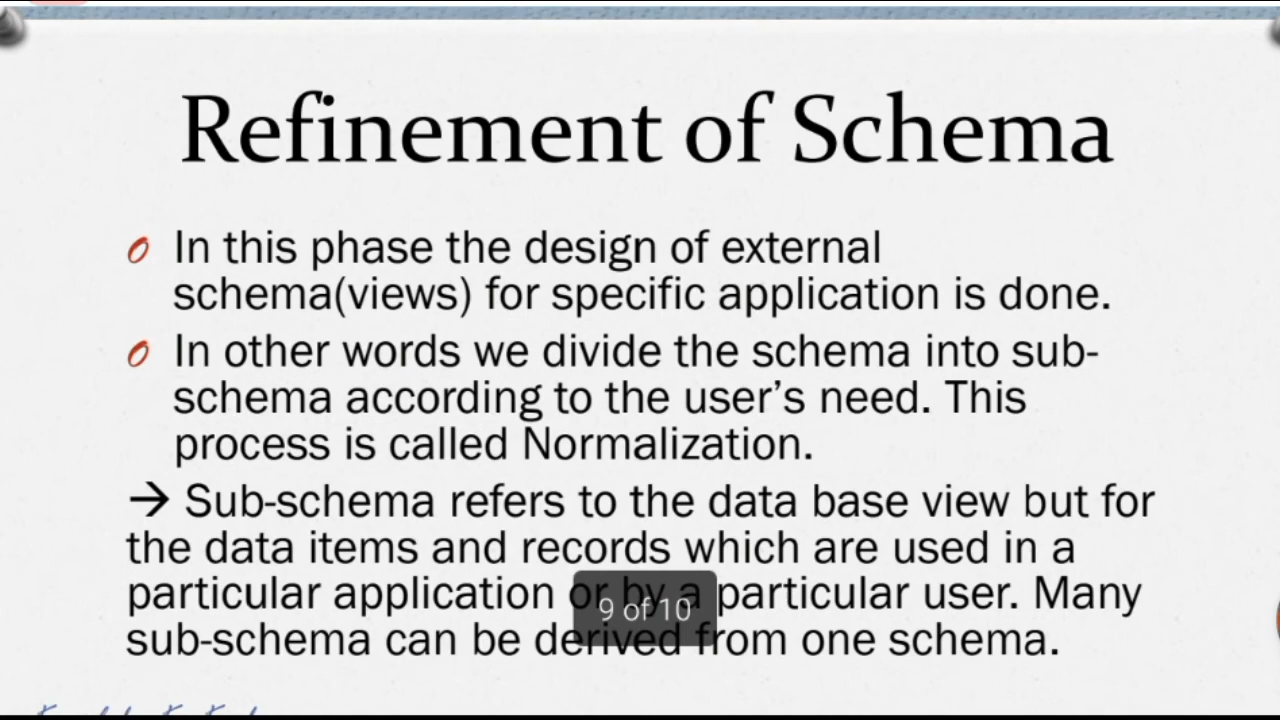 Refinement of Schema
In this phase the design of external
schema(views) for specific application is done.
In other words we divide the schema into sub-
schema according to the user's need. This
process is called Normalization.
→ Sub-schema refers to the data base view but for
the data items and records which are used in a
particular application or by a particular user. Many
sub-schema can be derived from one schema.
9 of 10